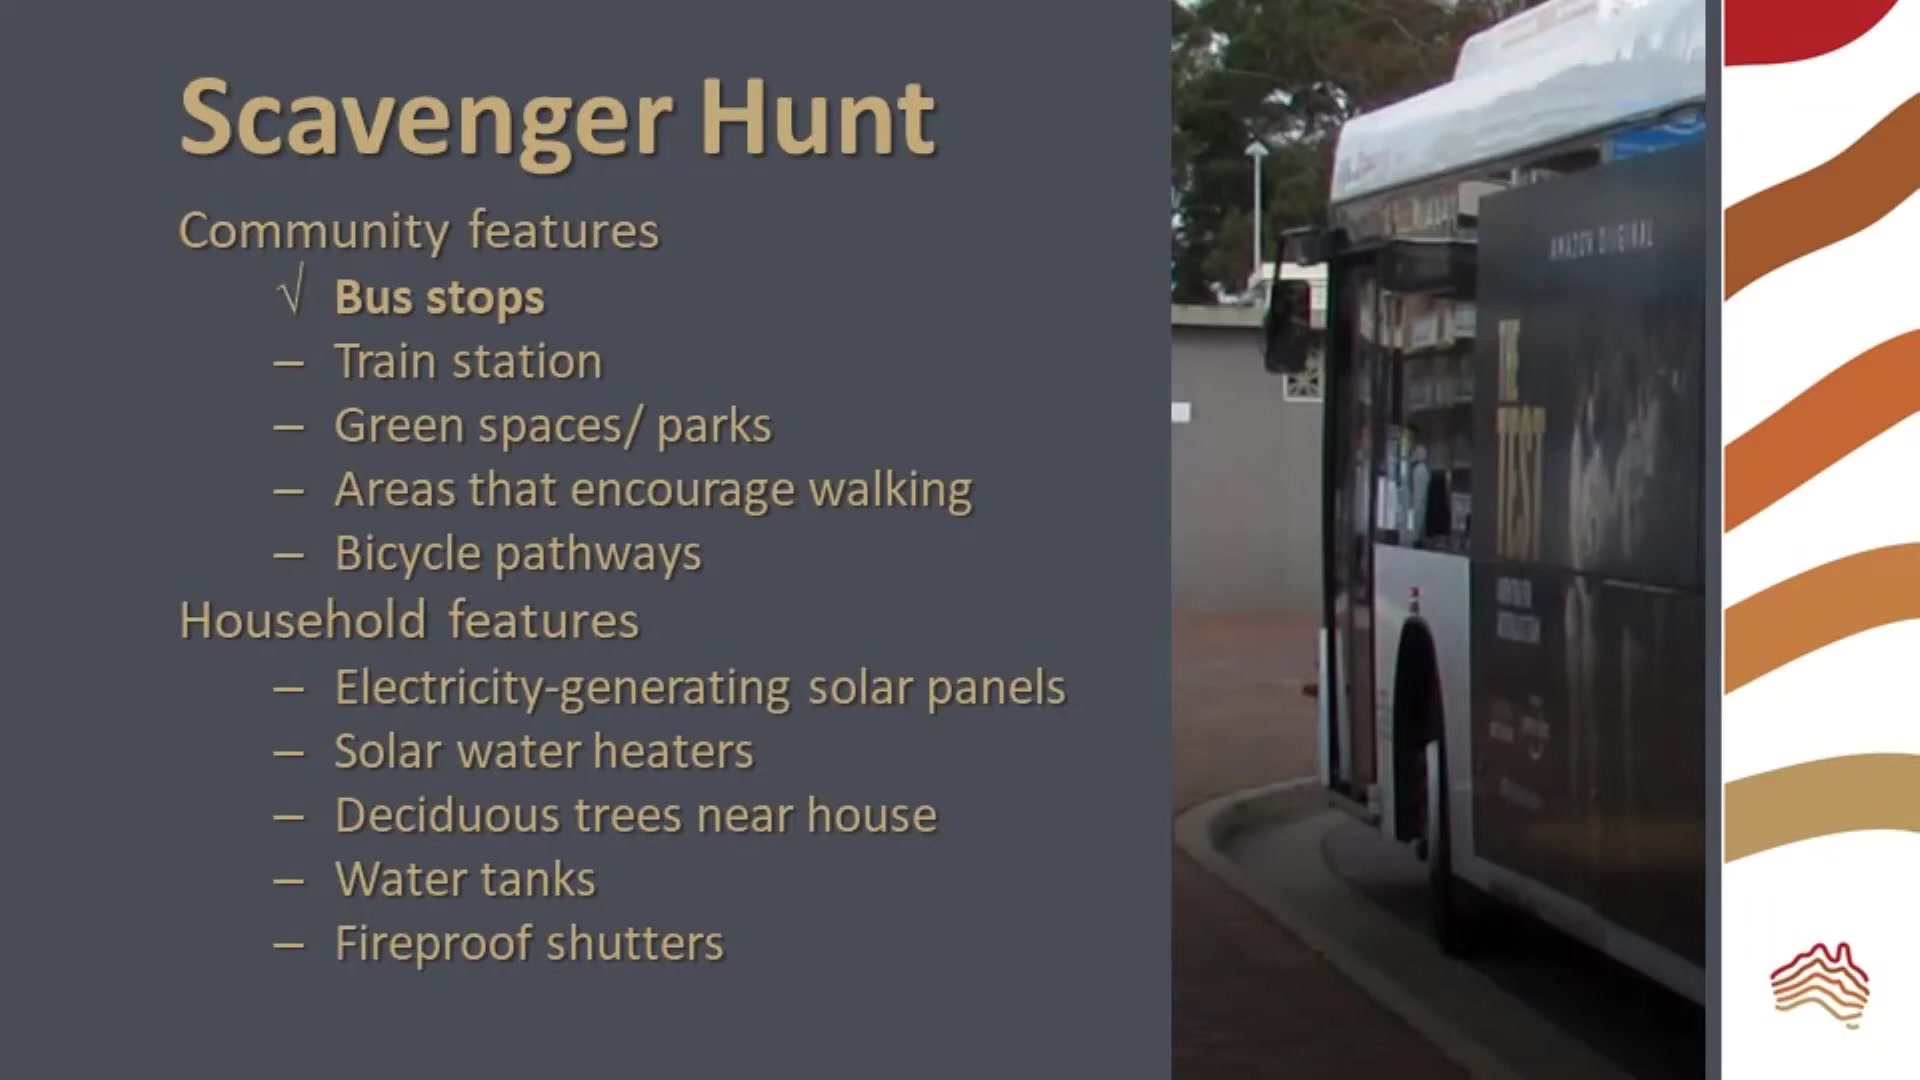 Scavenger Hunt
Community features
√ Bus stops
– Train station
– Green spaces/ parks
– Areas that encourage walking
– Bicycle pathways
Household features
– Electricity-generating solar panels
– Solar water heaters
– Deciduous trees near house
– Water tanks
– Fireproof shutters
AMAZON ORIGINAL
THE
TEST